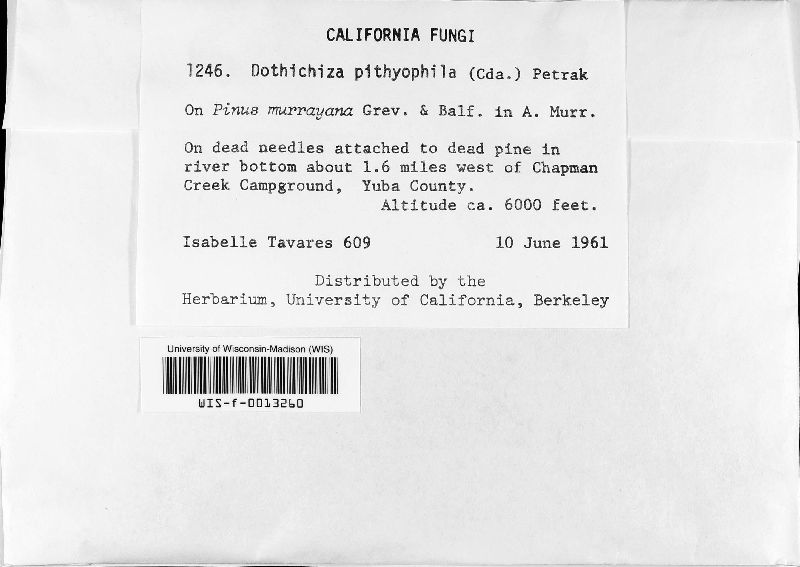 CALIFORNIA FUNGI
1246. Dothichiza pithyophila (Cda.) Petrak
On Pinus murrayana Grev. & Balf. in A. Murr.
On dead needles attached to dead pine in
river bottom about 1.6 miles west of Chapman
Creek Campground, Yuba County.
Altitude ca. 6000 feet.
Isabelle Tavares 609 10 June 1961
Distributed by the
Herbarium, University of California, Berkeley
University of Wisconsin-Madison (WIS)
WIS-f-0013260